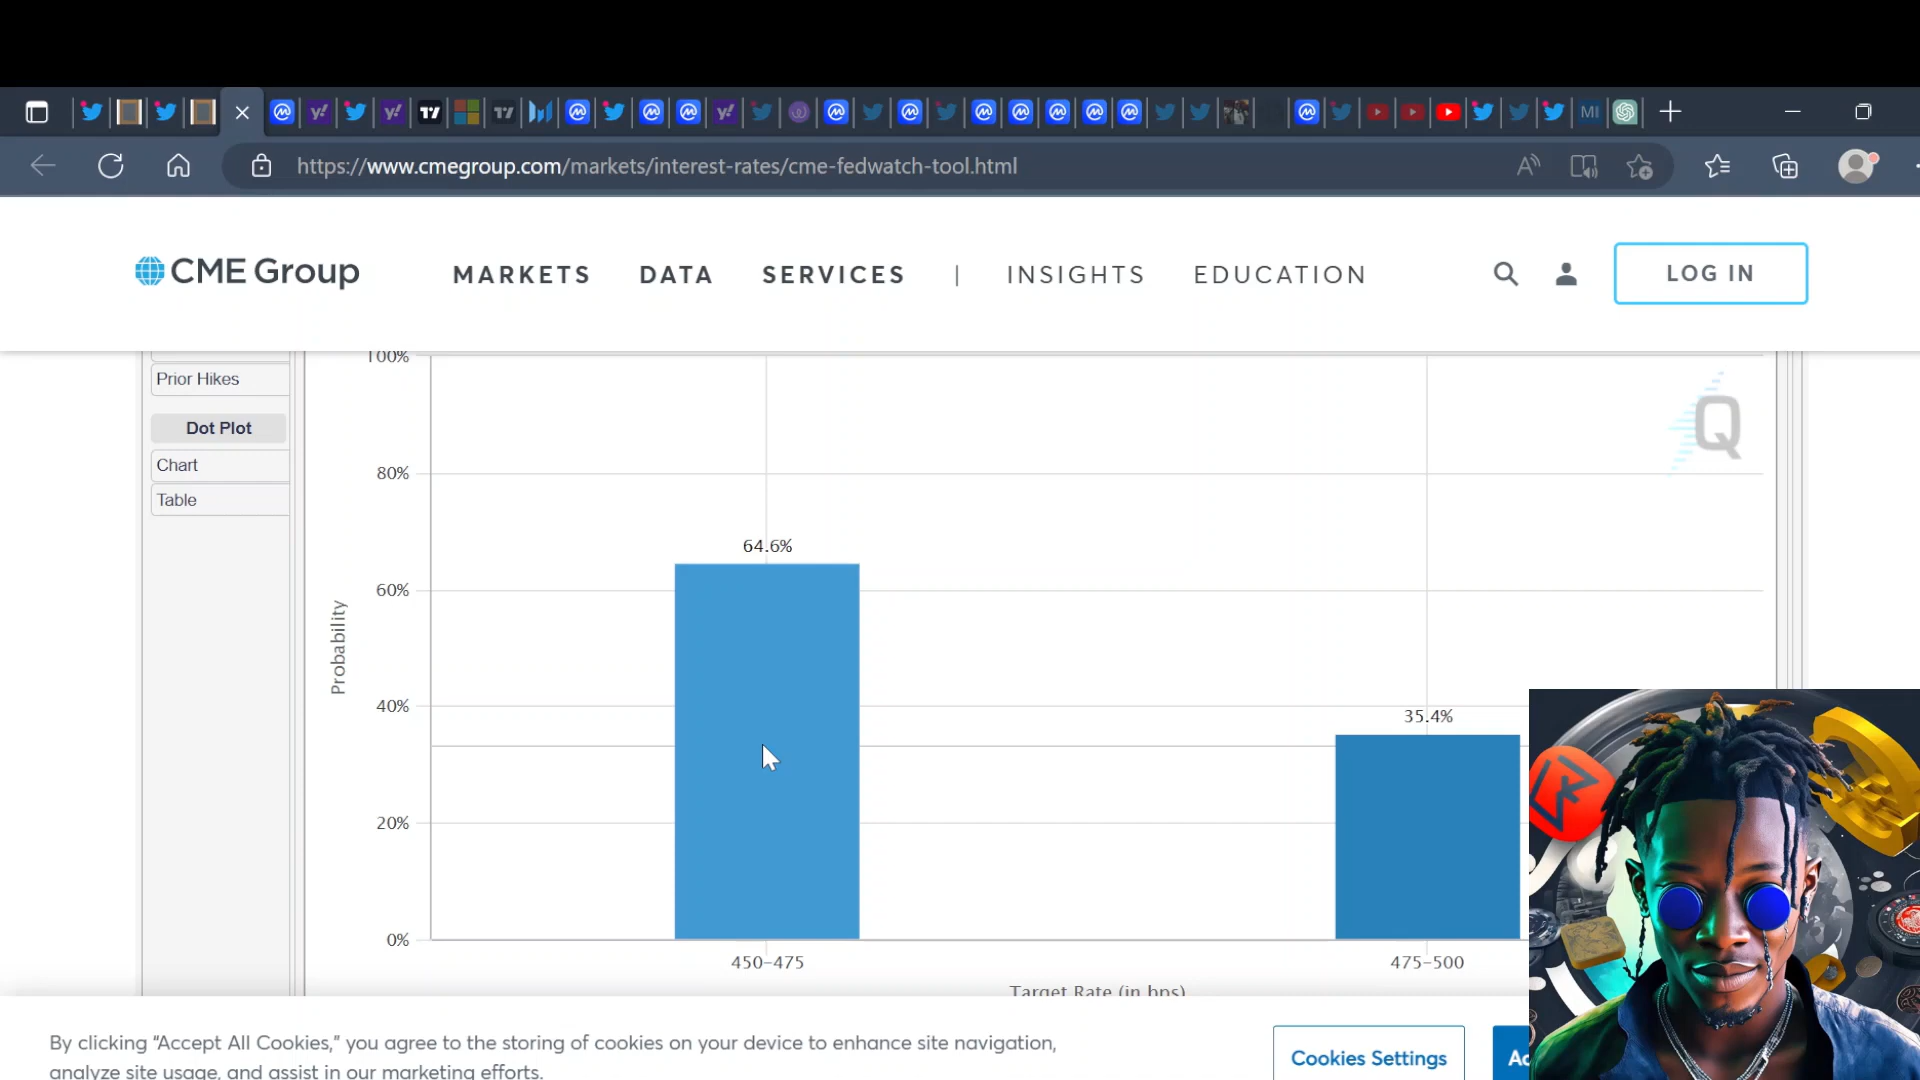 https://www.cmegroup.com/markets/interest-rates/cme-fedwatch-tool.html
CME Group
MARKETS DATA SERVICES | INSIGHTS EDUCATION
LOG IN
Prior Hikes
Dot Plot
Chart
Table
100%
80%
60%
40%
20%
0%
Probability
64.6%
35.4%
450-475
475-500
Target Rate (in bps)
Q
By clicking “Accept All Cookies,” you agree to the storing of cookies on your device to enhance site navigation,
analyze site usage, and assist in our marketing efforts.
Cookies Settings